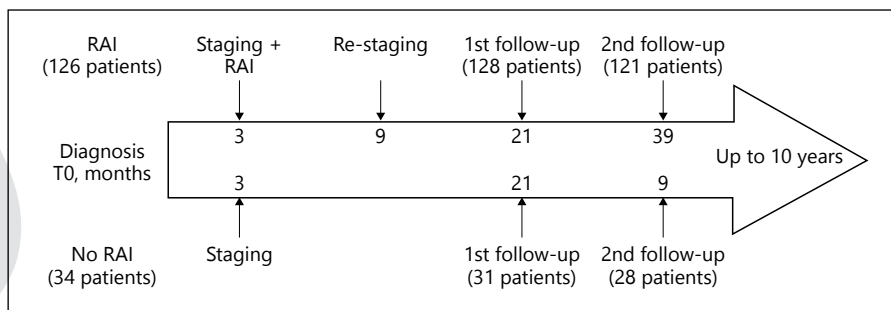 RAI
(126 patients)
Staging +
RAI
Re-staging
1st follow-up
(128 patients)
2nd follow-up
(121 patients)
3
9
21
39
Diagnosis
T0, months
Up to 10 years
3
21
9
No RAI
(34 patients)
Staging
1st follow-up
(31 patients)
2nd follow-up
(28 patients)